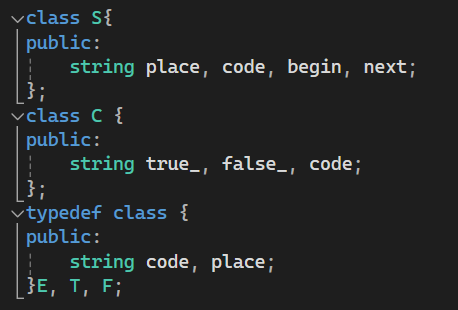 class S{
public:
    string place, code, begin, next;
};
class C {
public:
    string true_, false_, code;
};
typedef class {
public:
    string code, place;
}E, T, F;